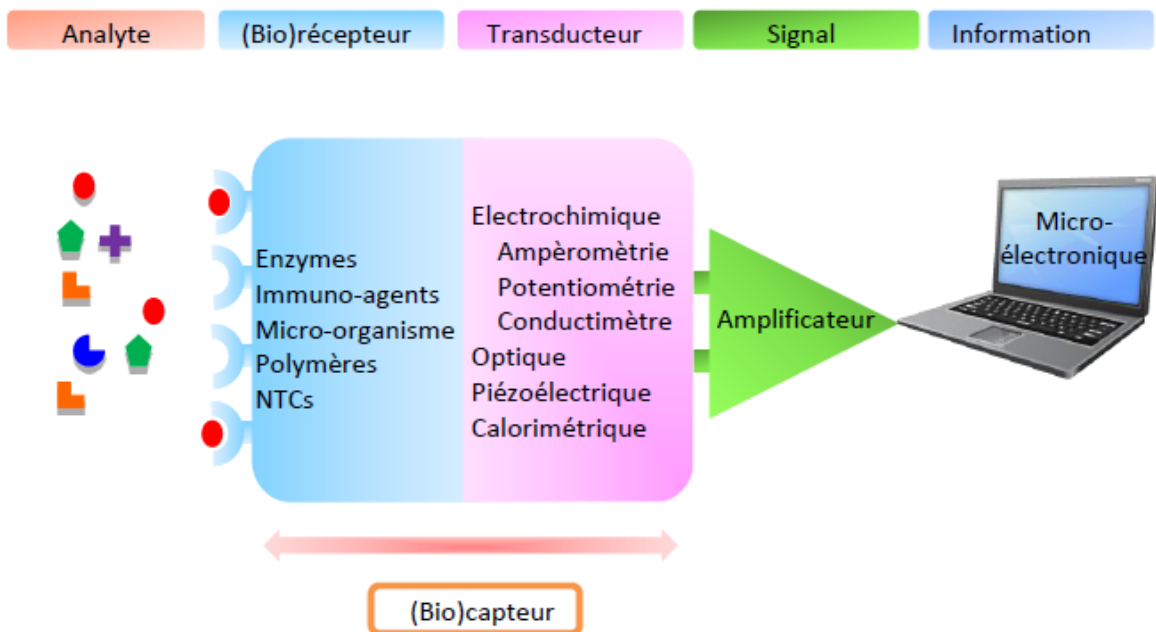 Analyte
(Bio)récepteur
Transducteur
Signal
Information
Enzymes
Immuno-agents
Micro-organisme
Polymères
NTCs
Electrochimique
Ampèromètrie
Potentiométrie
Conductimètre
Optique
Piézoélectrique
Calorimétrique
Amplificateur
Micro-
électronique
(Bio)capteur